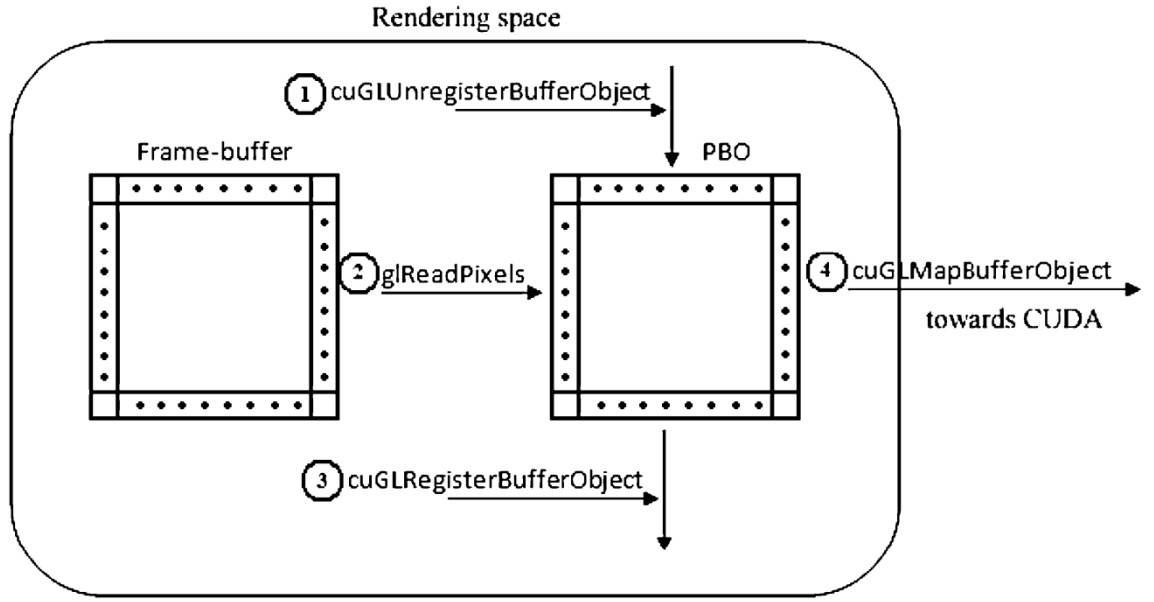 Rendering space
1 cuGLUnregisterBufferObject
Frame-buffer
PBO
2 glReadPixels
4 cuGLMapBufferObject
towards CUDA
3 cuGLRegisterBufferObject